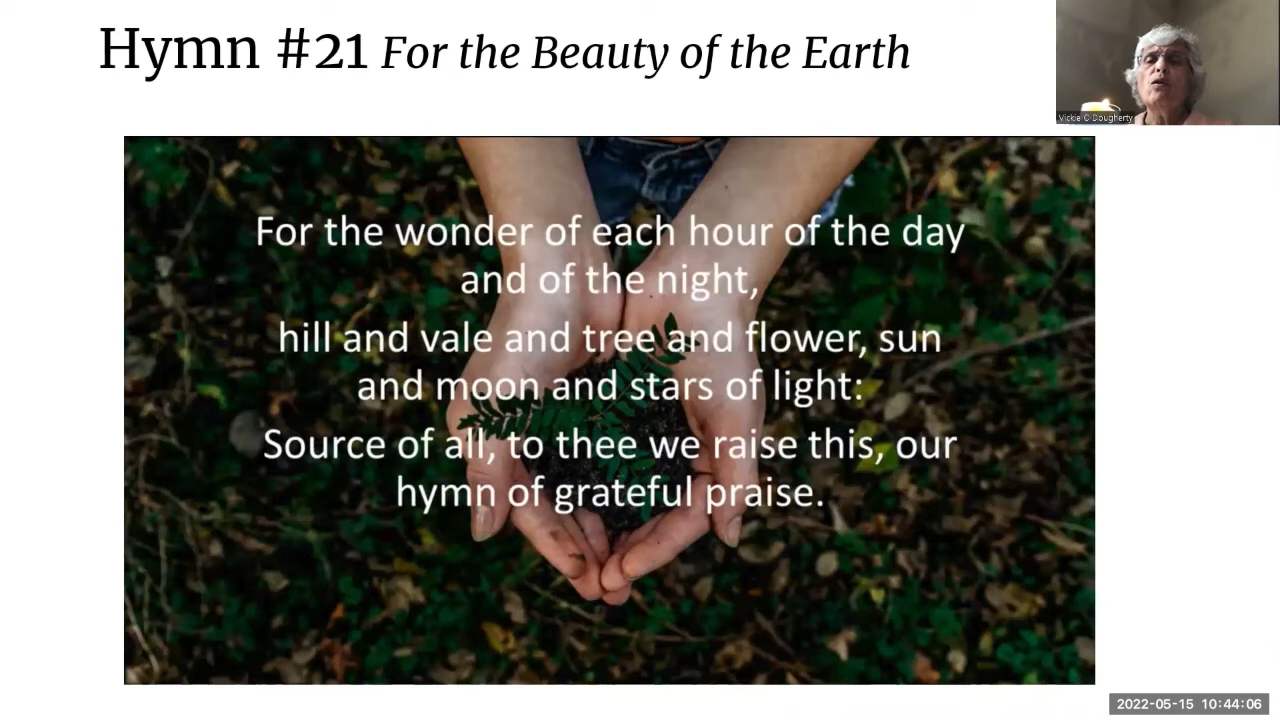 Hymn #21 For the Beauty of the Earth
Vickie C Dougherty
For the wonder of each hour of the day
and of the night,
hill and vale and tree and flower, sun
and moon and stars of light:
Source of all, to thee we raise this, our
hymn of grateful praise.
2022-05-15 10:44:06